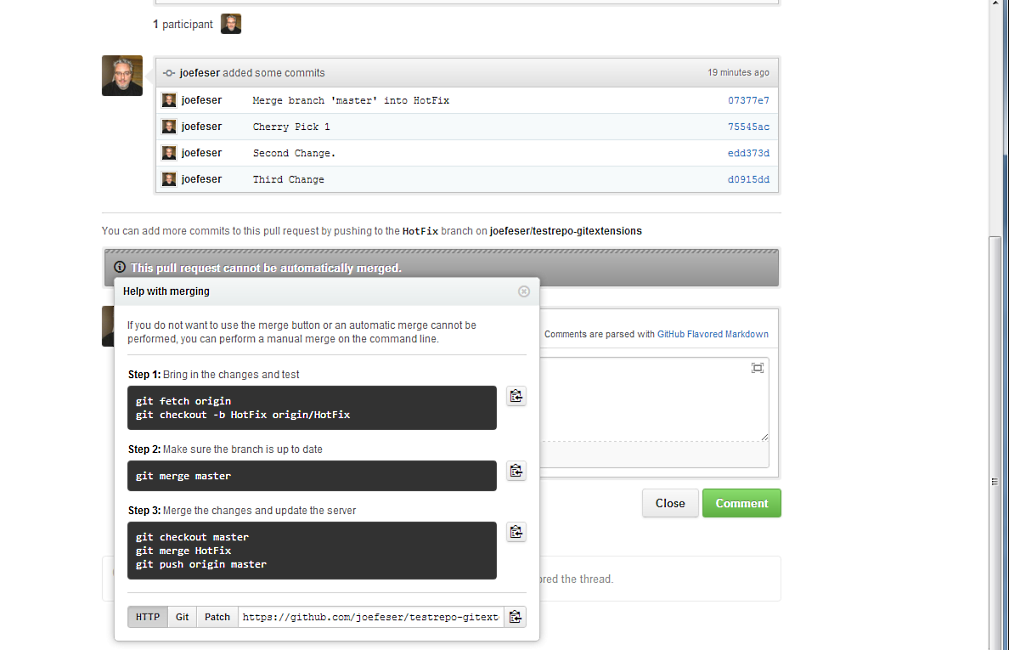 1 participant
joefeser added some commits 19 minutes ago
joefeser Merge branch 'master' into HotFix 07377e7
joefeser Cherry Pick 1 75545ac
joefeser Second Change. edd373d
joefeser Third Change d0915dd
You can add more commits to this pull request by pushing to the HotFix branch on joefeser/testrepo-gitextensions
This pull request cannot be automatically merged.
Help with merging
If you do not want to use the merge button or an automatic merge cannot be
performed, you can perform a manual merge on the command line.
Comments are parsed with GitHub Flavored Markdown
Step 1: Bring in the changes and test
git fetch origin
git checkout -b HotFix origin/HotFix
Step 2: Make sure the branch is up to date
git merge master
Step 3: Merge the changes and update the server
git checkout master
git merge HotFix
git push origin master
HTTP Git Patch https://github.com/joefeser/testrepo-gitext
Close Comment
the thread.